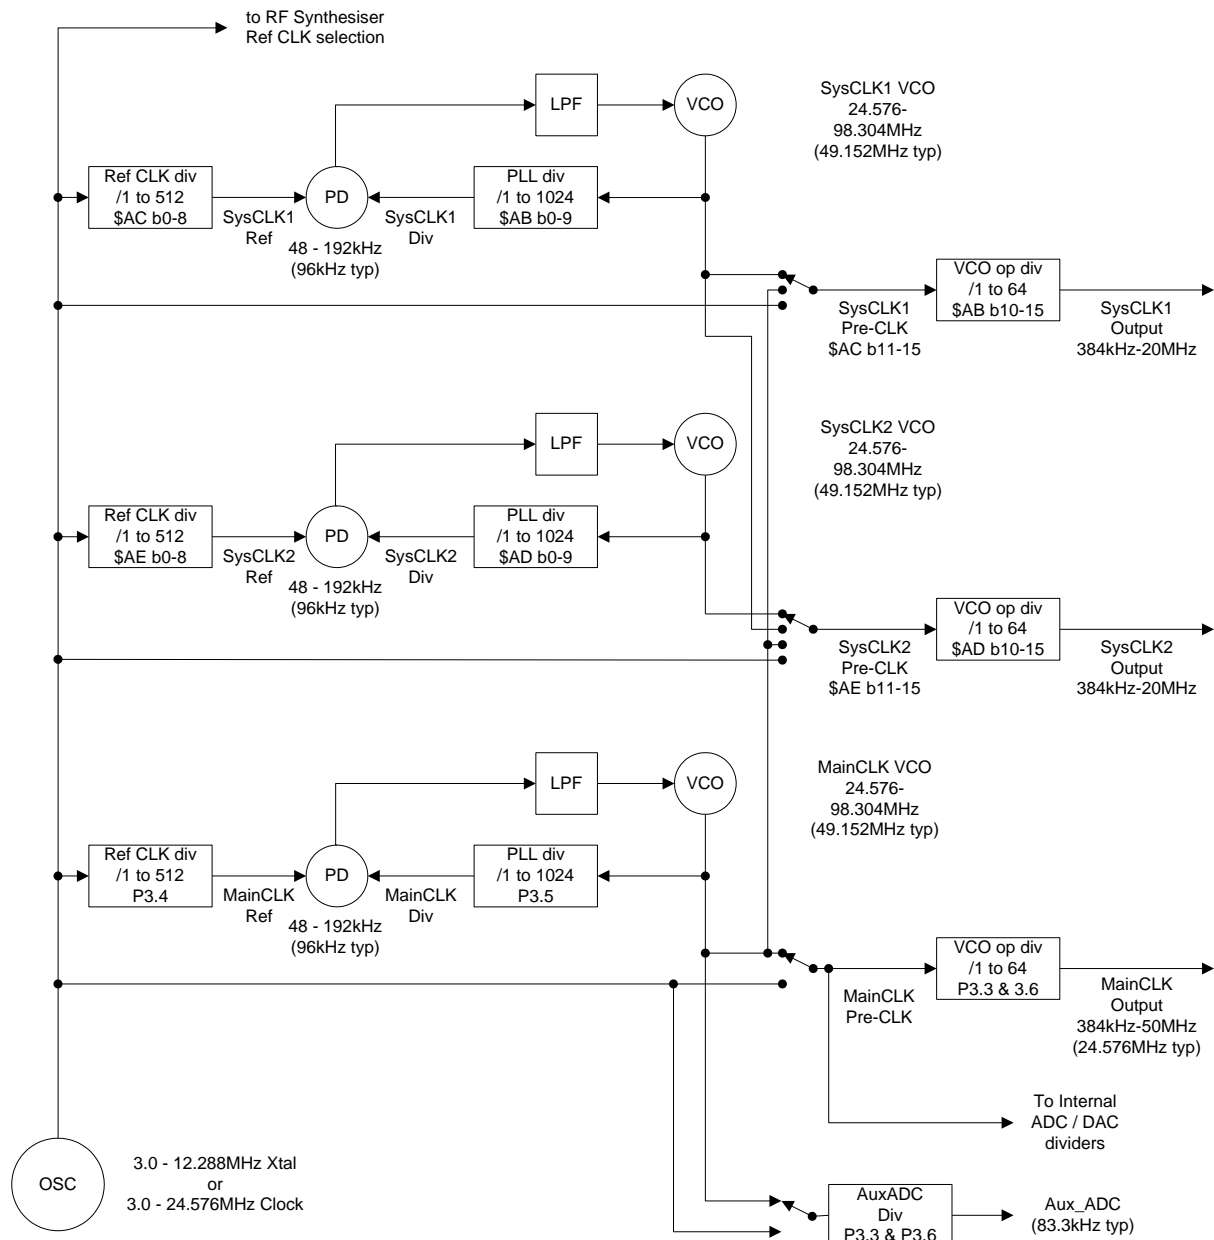 to RF Synthesiser
Ref CLK selection
LPF
VCO
SysCLK1 VCO
24.576-
98.304MHz
(49.152MHz typ)
Ref CLK div
/1 to 512
$AC b0-8
SysCLK1
Ref
PD
48 - 192kHz
(96kHz typ)
SysCLK1
Div
PLL div
/1 to 1024
$AB b0-9
SysCLK1
Pre-CLK
$AC b11-15
VCO op div
/1 to 64
$AB b10-15
SysCLK1
Output
384kHz-20MHz
LPF
VCO
SysCLK2 VCO
24.576-
98.304MHz
(49.152MHz typ)
Ref CLK div
/1 to 512
$AE b0-8
SysCLK2
Ref
PD
48 - 192kHz
(96kHz typ)
SysCLK2
Div
PLL div
/1 to 1024
$AD b0-9
SysCLK2
Pre-CLK
$AE b11-15
VCO op div
/1 to 64
$AD b10-15
SysCLK2
Output
384kHz-20MHz
LPF
VCO
MainCLK VCO
24.576-
98.304MHz
(49.152MHz typ)
Ref CLK div
/1 to 512
P3.4
MainCLK
Ref
PD
48 - 192kHz
(96kHz typ)
MainCLK
Div
PLL div
/1 to 1024
P3.5
MainCLK
Pre-CLK
VCO op div
/1 to 64
P3.3 & 3.6
MainCLK
Output
384kHz-50MHz
(24.576MHz typ)
To Internal
ADC / DAC
dividers
OSC
3.0 - 12.288MHz Xtal
or
3.0 - 24.576MHz Clock
AuxADC
Div
P3.3 & P3.6
Aux_ADC
(83.3kHz typ)